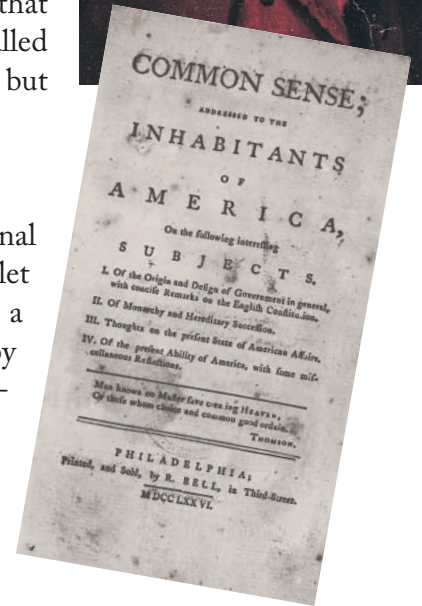 that
alled
but
nal
let
a
by
–
COMMON SENSE;
ADDRESSED TO THE
INHABITANTS
OF
AMERICA,
On the following interesting
SUBJECTS.
I. Of the Origin and Design of Government in general,
with concise Remarks on the English Constitu.ion.
II. Of Monarchy and Hereditary Succession.
III. Thoughts on the present State of American Affairs.
IV. Of the present Ability of America, with some mis-
cellaneous Reflections.
Man knows no Master save creating HEAVEN,
Or those whom choice and common good ordain.
THOMSON.
PHILADELPHIA;
Printed, and Sold, by R. BELL, in Third-Street.
MDCCLXXVI.